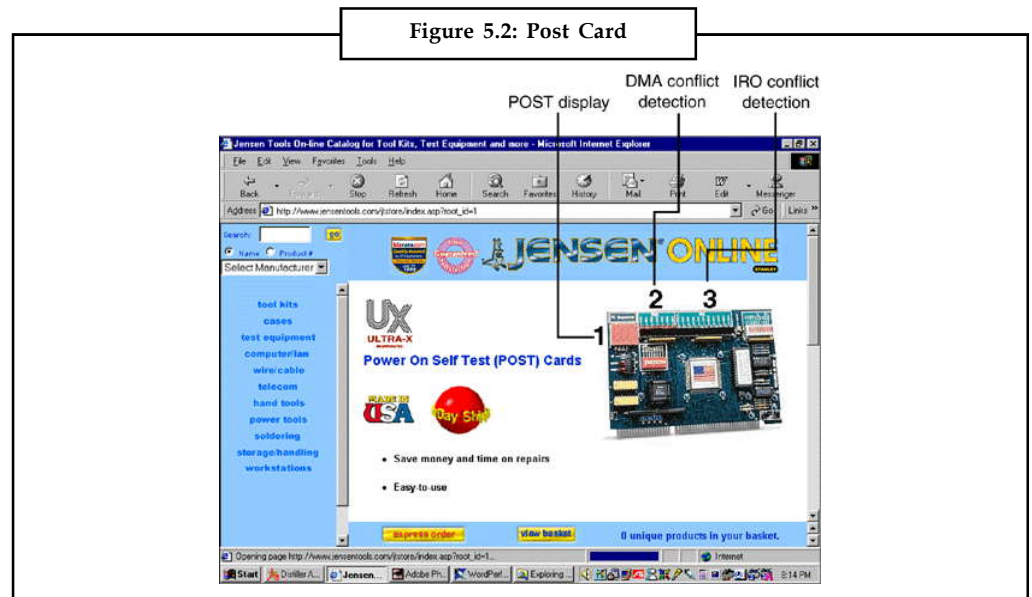 Figure 5.2: Post Card
DMA conflict IRO conflict
POST display detection detection
Jensen Tools On-line Catalog for Tool Kits, Test Equipment and more - Microsoft Internet Explorer
File Edit View Favorites Tools Help
Back Forward Stop Refresh Home Search Favorites History Mail Print Edit Messenger
Address http://www.jensentools.com/jtstore/index.asp?root_id=1 Go Links »
Search: go
Name Product #
Select Manufacturer
JENSEN ONLINE
STANLEY
2 3
1
tool kits
cases
test equipment
computer/lan
wire/cable
telecom
hand tools
power tools
soldering
storage/handling
workstations
UX
ULTRA-X
Power On Self Test (POST) Cards
MADE IN
USA
Day Ship
• Save money and time on repairs
• Easy-to-use
express order view basket 0 unique products in your basket.
Opening page http://www.jensentools.com/jtstore/index.asp?root_id=1... Internet
Start Distiller A... Jensen... Adobe Ph... WordPerf... Exploring ... 8:14 PM